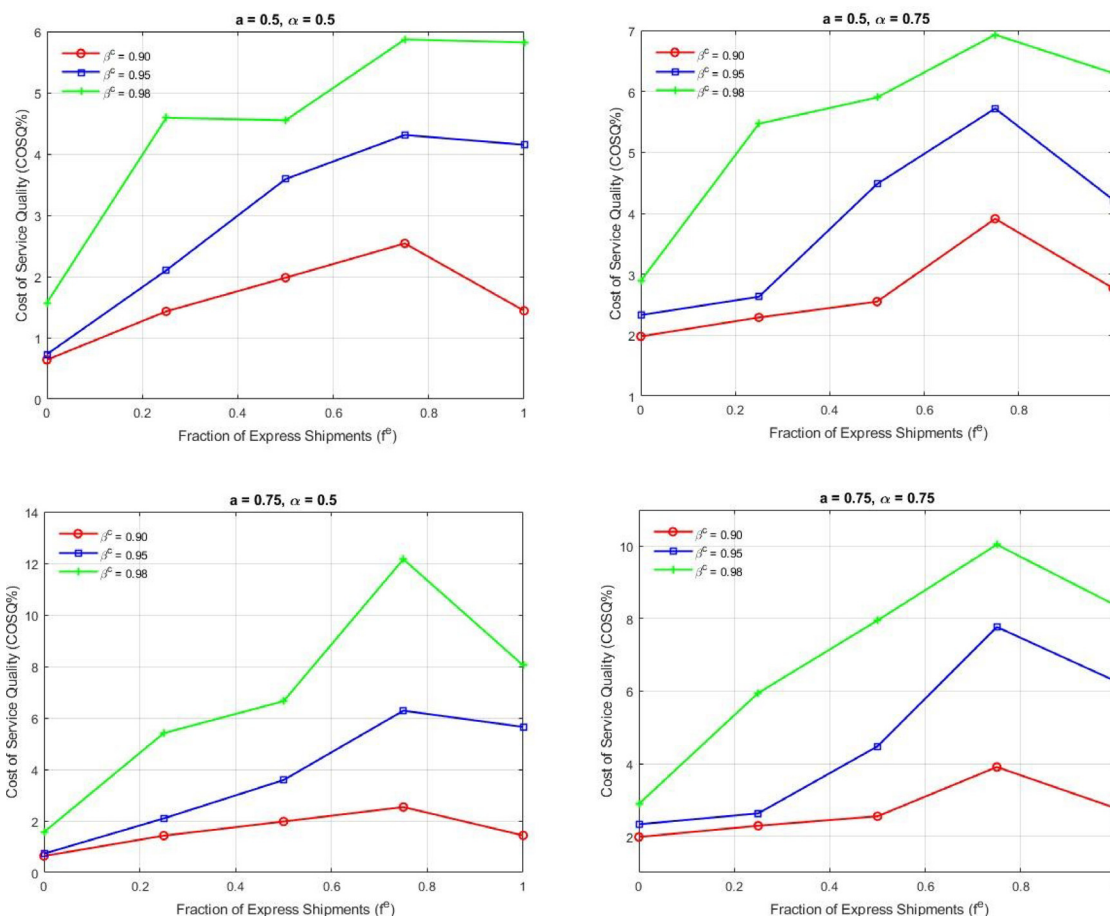 a = 0.5, α = 0.5
6
5
4
3
2
1
0
Cost of Service Quality (COSQ%)
β^c = 0.90
β^c = 0.95
β^c = 0.98
0 0.2 0.4 0.6 0.8 1
Fraction of Express Shipments (f^e)
a = 0.5, α = 0.75
7
6
5
4
3
2
1
Cost of Service Quality (COSQ%)
β^c = 0.90
β^c = 0.95
β^c = 0.98
0 0.2 0.4 0.6 0.8
Fraction of Express Shipments (f^e)
a = 0.75, α = 0.5
14
12
10
8
6
4
2
0
Cost of Service Quality (COSQ%)
β^c = 0.90
β^c = 0.95
β^c = 0.98
0 0.2 0.4 0.6 0.8 1
Fraction of Express Shipments (f^e)
a = 0.75, α = 0.75
10
8
6
4
2
Cost of Service Quality (COSQ%)
β^c = 0.90
β^c = 0.95
β^c = 0.98
0 0.2 0.4 0.6 0.8
Fraction of Express Shipments (f^e)